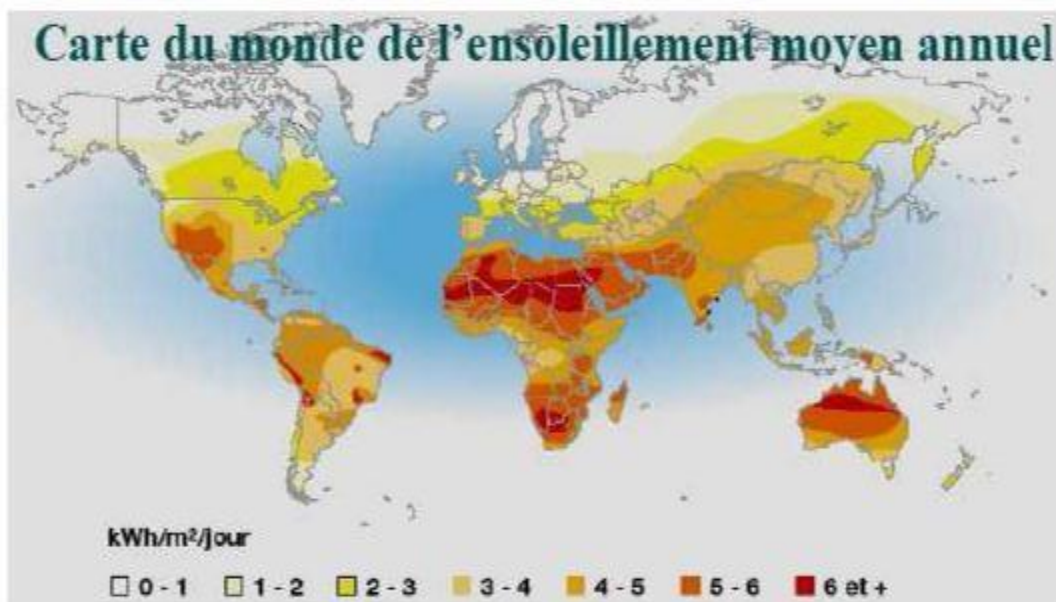 Carte du monde de l'ensoleillement moyen annuel
kWh/m²/jour
0 - 1 1 - 2 2 - 3 3 - 4 4 - 5 5 - 6 6 et +